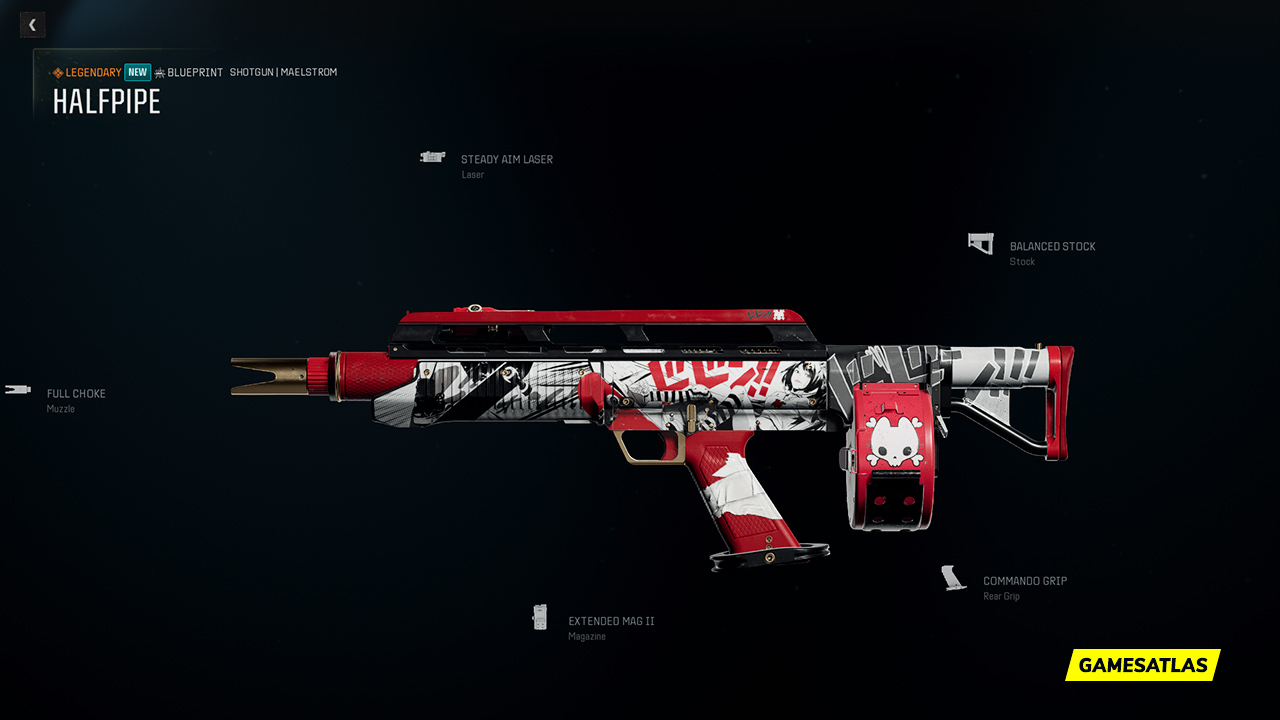 LEGENDARY NEW BLUEPRINT SHOTGUN | MAELSTROM
HALFPIPE
STEADY AIM LASER
Laser
BALANCED STOCK
Stock
FULL CHOKE
Muzzle
COMMANDO GRIP
Rear Grip
EXTENDED MAG II
Magazine
GAMESATLAS